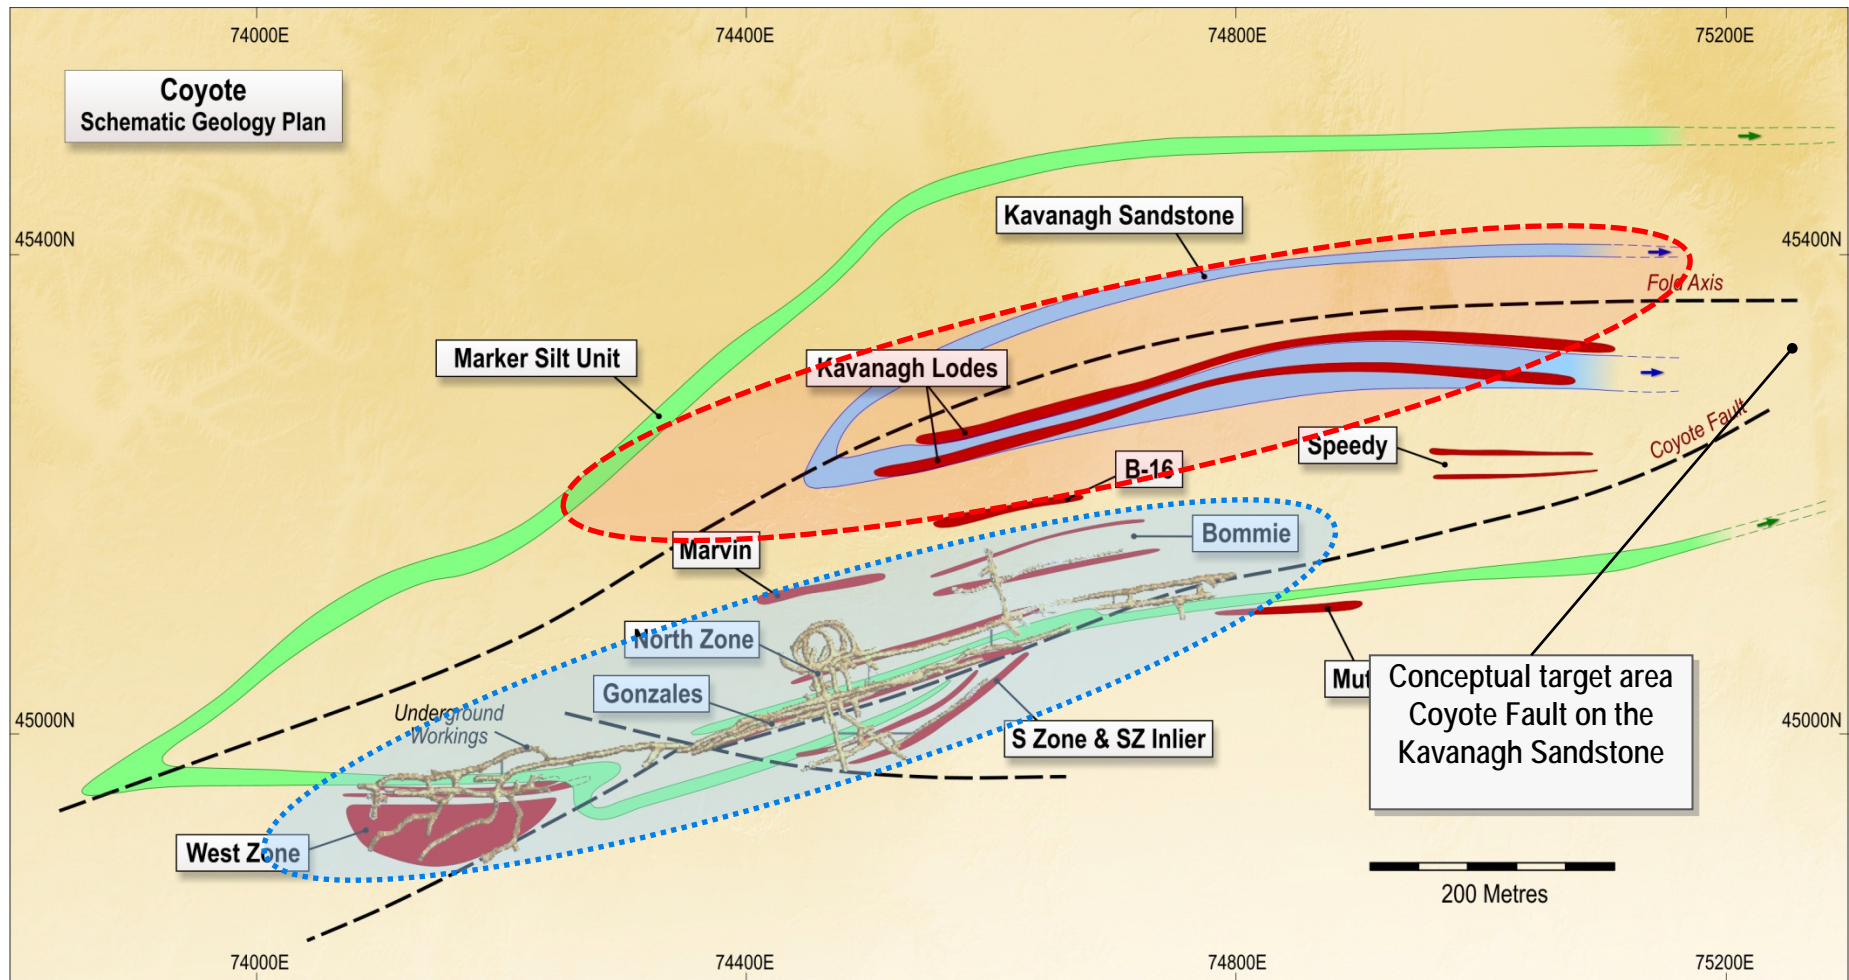 74000E
74400E
74800E
75200E
Coyote
Schematic Geology Plan
Kavanagh Sandstone
45400N
45400N
Fold Axis
Marker Silt Unit
Kavanagh Lodes
Coyote Fault
Speedy
B-16
Bommie
Marvin
North Zone
Gonzales
Underground
Workings
45000N
45000N
S Zone & SZ Inlier
Conceptual target area
Coyote Fault on the
Kavanagh Sandstone
West Zone
200 Metres
74000E
74400E
74800E
75200E